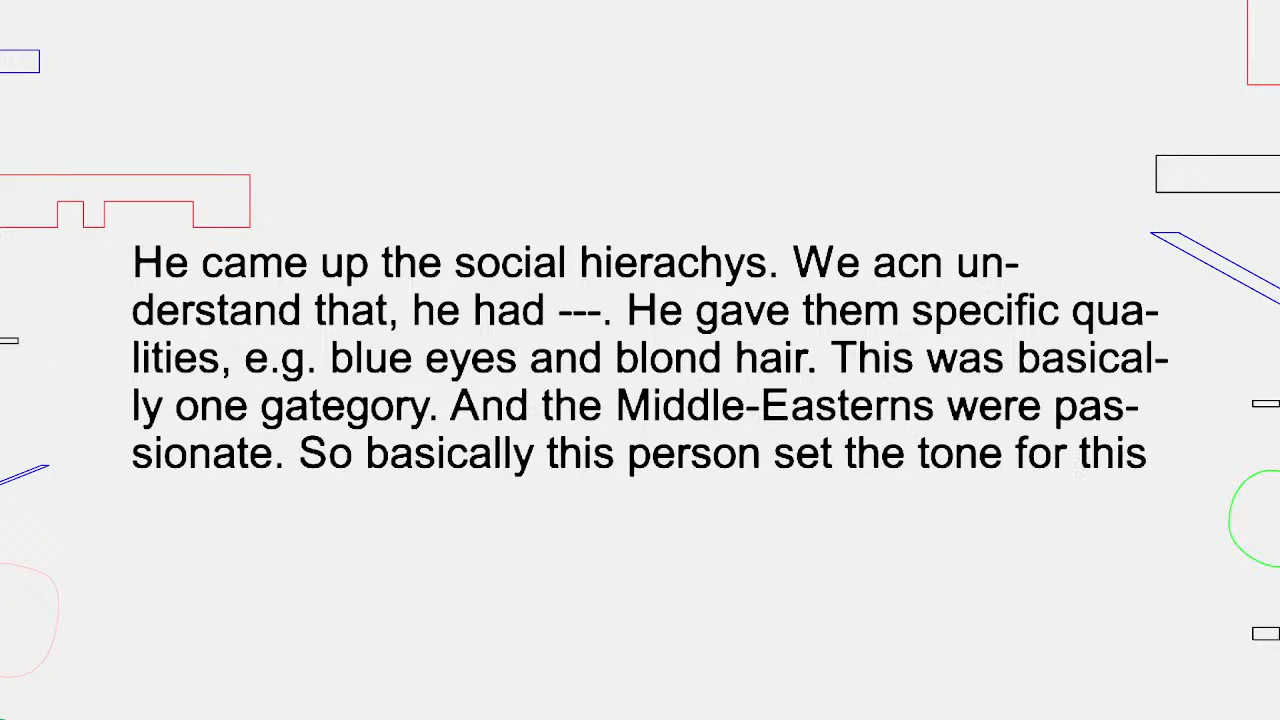 He came up the social hierachys. We acn un-
derstand that, he had ---. He gave them specific qua-
lities, e.g. blue eyes and blond hair. This was basical-
ly one gategory. And the Middle-Easterns were pas-
sionate. So basically this person set the tone for this